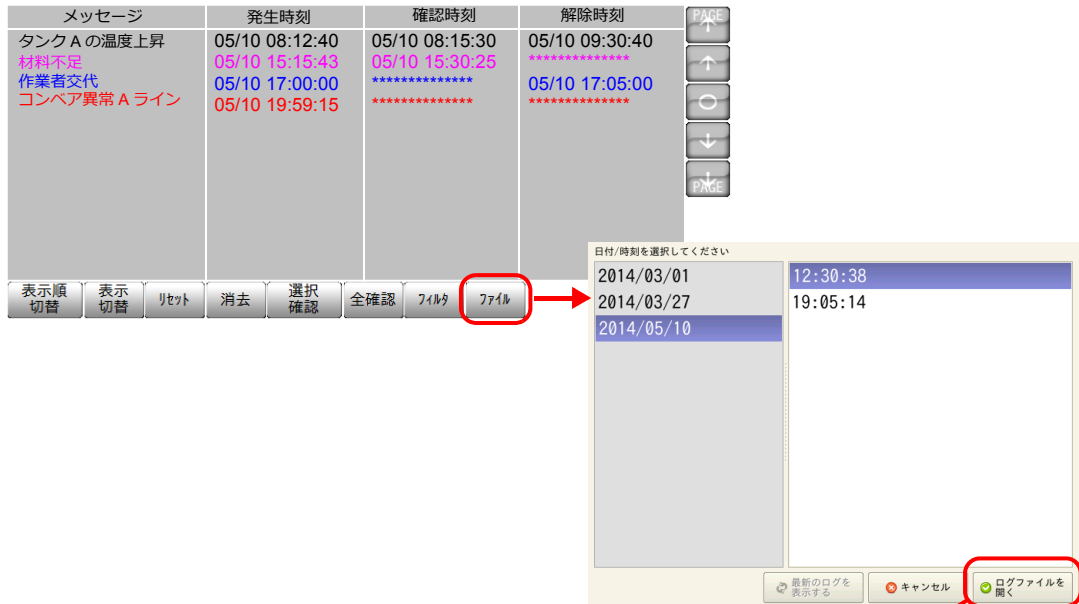 メッセージ 発生時刻 確認時刻 解除時刻
タンク A の温度上昇 05/10 08:12:40 05/10 08:15:30 05/10 09:30:40
材料不足 05/10 15:15:43 05/10 15:30:25 **************
作業者交代 05/10 17:00:00 ************** 05/10 17:05:00
コンベア異常 A ライン 05/10 19:59:15 ************** **************
PAGE
PAGE
表示順
切替
表示
切替
ﾘｾｯﾄ
消去
選択
確認
全確認
ﾌｨﾙﾀ
ﾌｧｲﾙ
日付/時刻を選択してください
2014/03/01 12:30:38
2014/03/27 19:05:14
2014/05/10
最新のログを
表示する
キャンセル
ログファイルを
開く